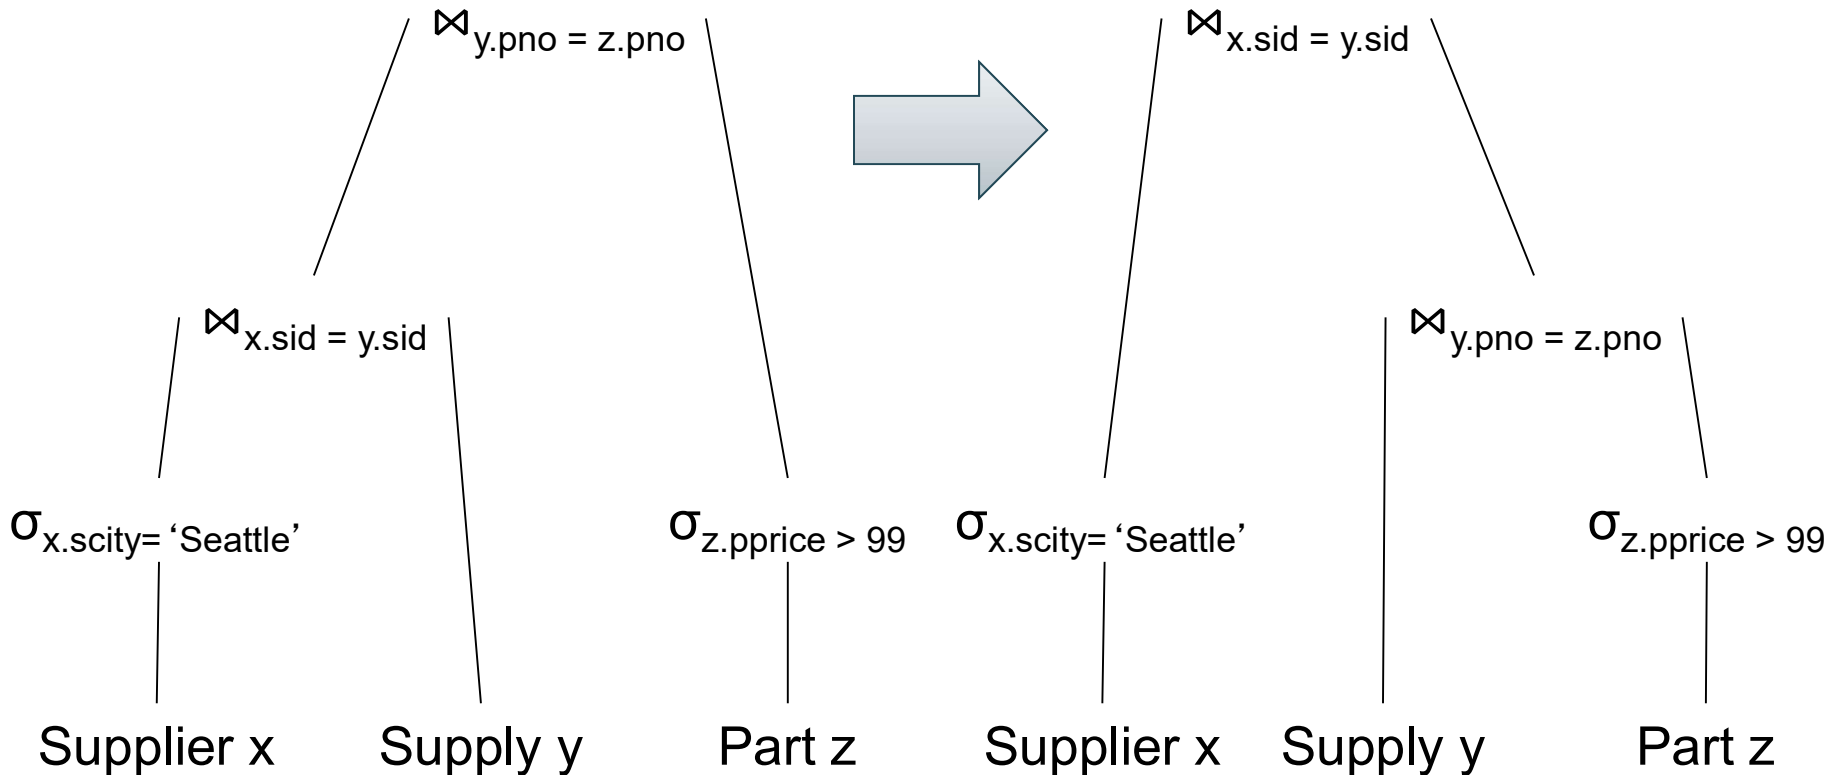 ⋈y.pno = z.pno
⋈x.sid = y.sid
⋈x.sid = y.sid
⋈y.pno = z.pno
σx.scity= ‘Seattle’
σz.pprice > 99
σx.scity= ‘Seattle’
σz.pprice > 99
Supplier x
Supply y
Part z
Supplier x
Supply y
Part z